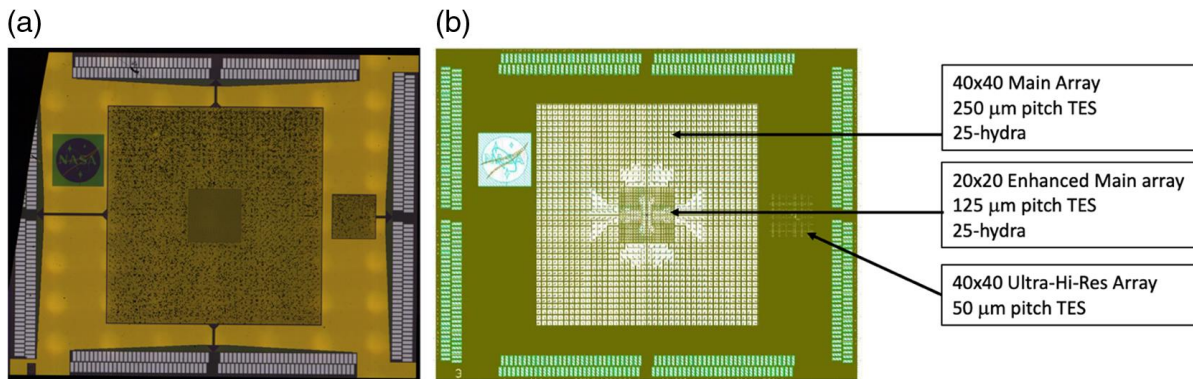 (a)
(b)
NASA
3
40x40 Main Array
250 μm pitch TES
25-hydra
20x20 Enhanced Main array
125 μm pitch TES
25-hydra
40x40 Ultra-Hi-Res Array
50 μm pitch TES